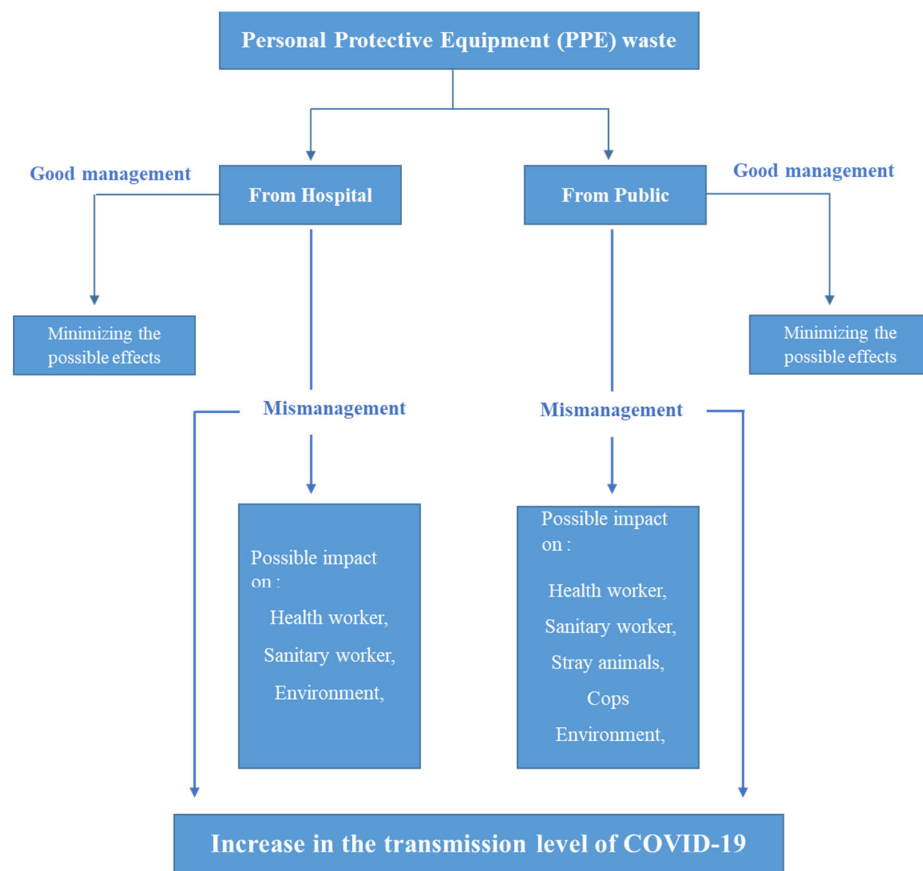 Personal Protective Equipment (PPE) waste
Good management
From Hospital
From Public
Good management
Minimizing the
possible effects
Minimizing the
possible effects
Mismanagement
Mismanagement
Possible impact
on :
Health worker,
Sanitary worker,
Environment,
Possible impact
on :
Health worker,
Sanitary worker,
Stray animals,
Cops
Environment,
Increase in the transmission level of COVID-19